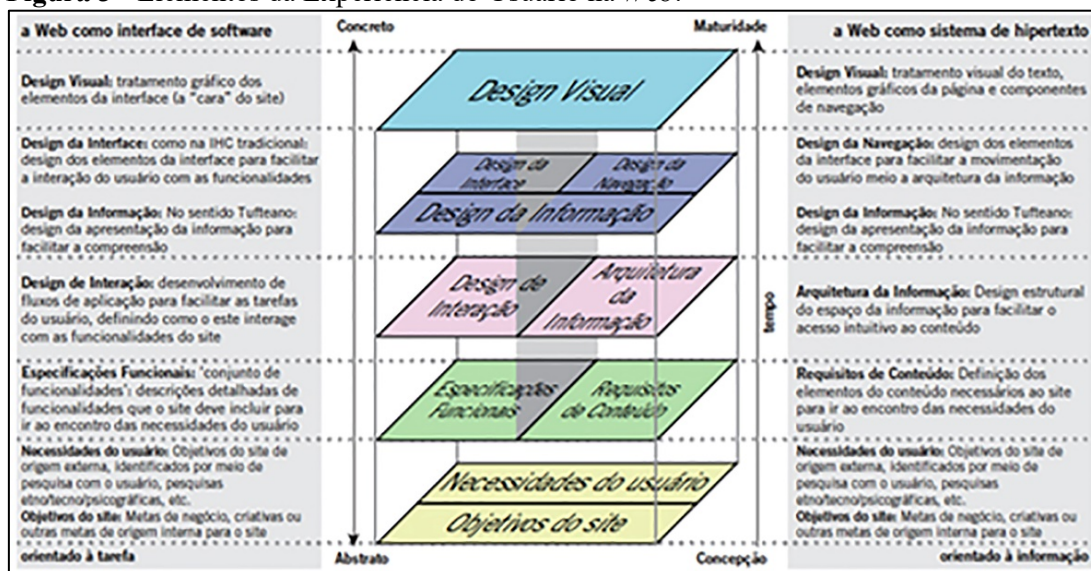 Figura 3 - Elementos da Experiência do Usuário na Web.
a Web como interface de software
Concreto
Maturidade
a Web como sistema de hipertexto
Design Visual: tratamento gráfico dos
elementos da interface (a "cara" do site)
Design Visual
Design Visual: tratamento visual do texto,
elementos gráficos da página e componentes
de navegação
Design da Interface: como na IHC tradicional:
design dos elementos da interface para facilitar
a interação do usuário com as funcionalidades
Design da Informação: No sentido Tufteano:
design da apresentação da informação para
facilitar a compreensão
Design da
Interface
Design da
Navegação
Design da Informação
Design da Navegação: design dos elementos
da interface para facilitar a movimentação
do usuário meio a arquitetura da informação
Design da Informação: No sentido Tufteano:
design da apresentação da informação para
facilitar a compreensão
Design de Interação: desenvolvimento de
fluxos de aplicação para facilitar as tarefas
do usuário, definindo como o este interage
com as funcionalidades do site
Design de
Interação
Arquitetura
da
Informação
tempo
Arquitetura da Informação: Design estrutural
do espaço da informação para facilitar o
acesso intuitivo ao conteúdo
Especificações Funcionais: 'conjunto de
funcionalidades': descrições detalhadas de
funcionalidades que o site deve incluir para
ir ao encontro das necessidades do usuário
Especificações
Funcionais
Requisitos
de Conteúdo
Requisitos de Conteúdo: Definição dos
elementos do conteúdo necessários ao site
para ir ao encontro das necessidades do
usuário
Necessidades do usuário: Objetivos do site de
origem externa, identificados por meio de
pesquisa com o usuário, pesquisas
etno/tecno/psicográficas, etc.
Objetivos do site: Metas de negócio, criativas ou
outras metas de origem interna para o site
Necessidades do usuário
Objetivos do site
Necessidades do usuário: Objetivos do site de
origem externa, identificados por meio de
pesquisa com o usuário, pesquisas
etno/tecno/psicográficas, etc.
Objetivos do site: Metas de negócio, criativas ou
outras metas de origem interna para o site
orientado à tarefa
Abstrato
Concepção
orientado à informação